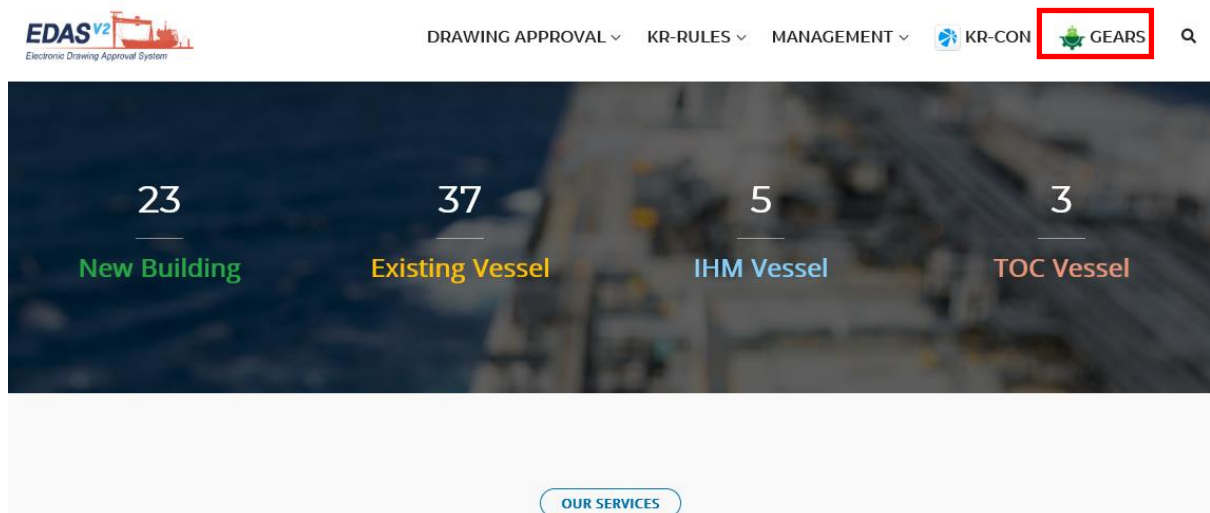 EDAS V2
Electronic Drawing Approval System
DRAWING APPROVAL KR-RULES MANAGEMENT KR-CON GEARS
23 37 5 3
New Building Existing Vessel IHM Vessel TOC Vessel
OUR SERVICES